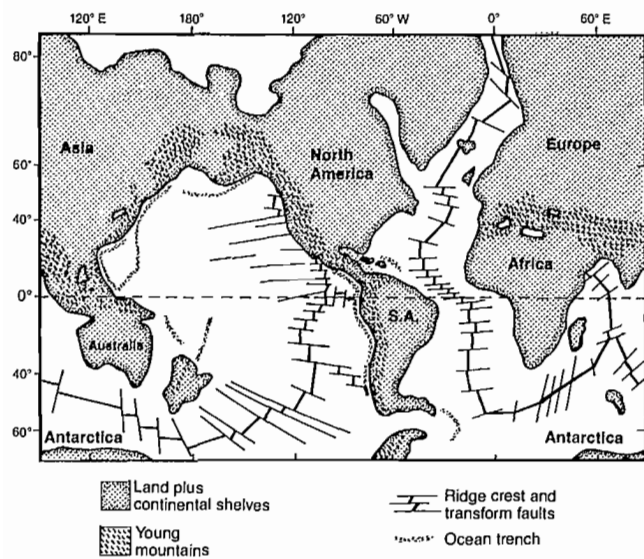 120° E 180° 120° 60° W 0° 60° E
80°
60°
40°
0°
40°
60°
Asia
North
America
Europe
Africa
S.A.
Australia
Antarctica
Antarctica
Land plus
continental shelves
Young
mountains
Ridge crest and
transform faults
Ocean trench